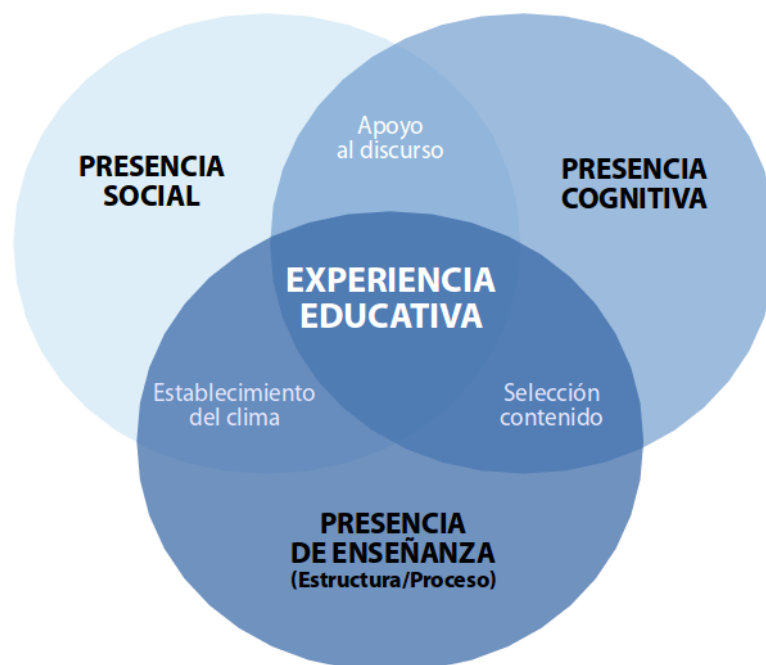 Apoyo
al discurso
PRESENCIA
SOCIAL
PRESENCIA
COGNITIVA
EXPERIENCIA
EDUCATIVA
Establecimiento
del clima
Selección
contenido
PRESENCIA
DE ENSEÑANZA
(Estructura/Proceso)